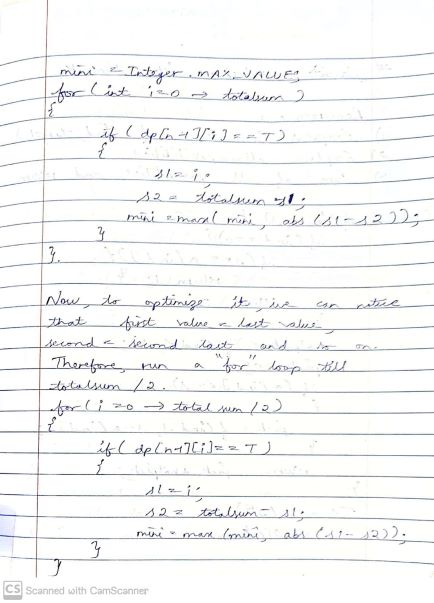 mini = Integer.MAX_VALUE;
for ( int i=0 → totalsum )
{
if ( dp[n-1][i] == T )
{
s1 = i;
s2 = totalsum - s1;
mini = max( mini, abs (s1-s2));
}
}.
Now, to optimize it, we can notice
that first value = last value,
second = second last and so on.
Therefore, run a "for" loop till
totalsum /2.
for ( i=0 → total sum /2)
{
if ( dp[n-1][i] == T )
{
s1 = i;
s2 = totalsum - s1;
mini = max (mini, abs (s1-s2));
}
}
CS Scanned with CamScanner